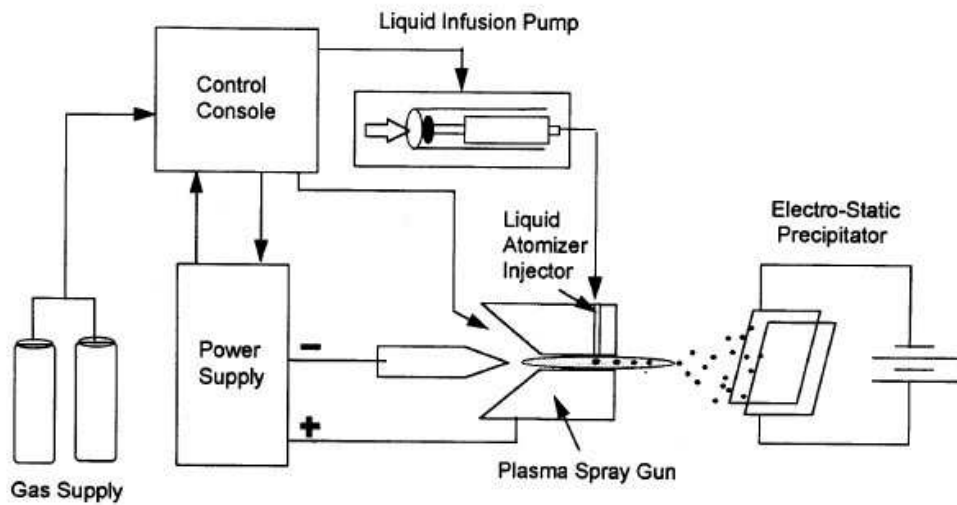 Liquid Infusion Pump
Control
Console
Liquid
Atomizer
Injector
Electro-Static
Precipitator
Power
Supply
−
+
Plasma Spray Gun
Gas Supply